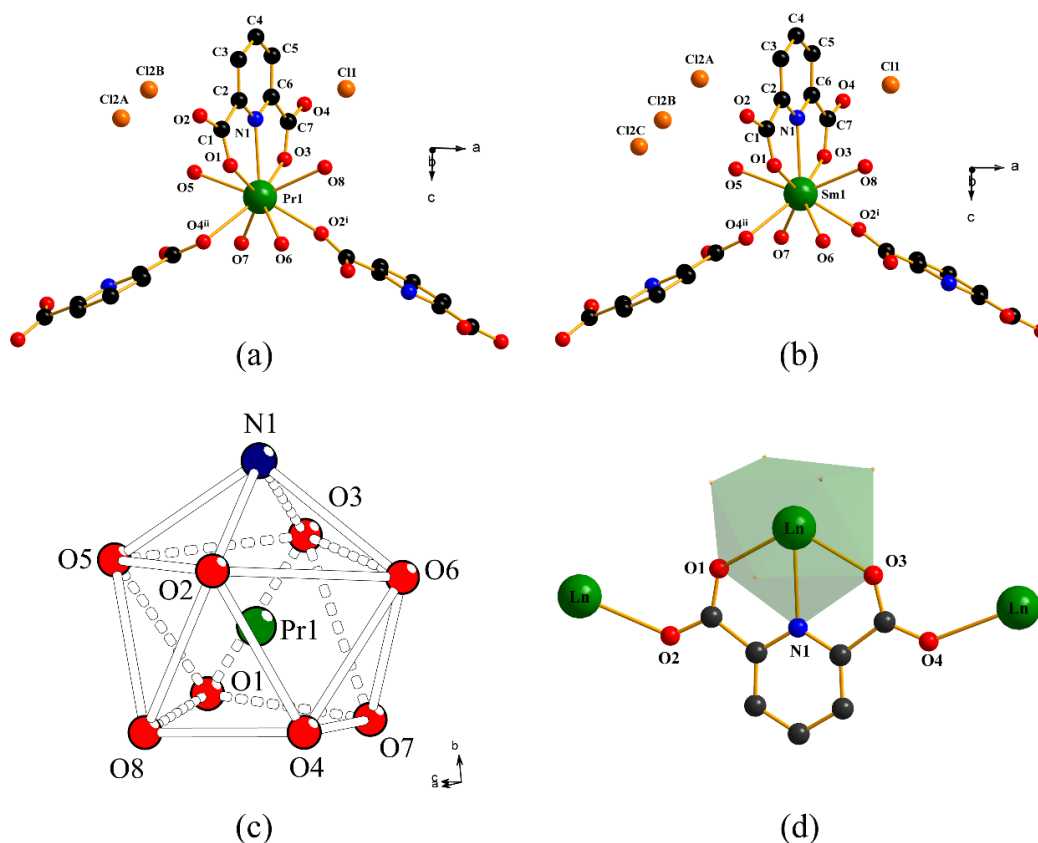 C4
C3
C5
Cl2B
Cl2A
C2
C6
Cl1
O2
O4
C1
N1
C7
O1
O3
O5
O8
Pr1
O4ii
O2i
O7
O6
b
a
c
(a)
C4
C3
C5
Cl2A
Cl1
C2
C6
Cl2B
O2
O4
Cl2C
C1
N1
C7
O1
O3
O5
O8
Sm1
O4ii
O2i
O7
O6
b
a
c
(b)
N1
O3
O5
O2
O6
Pr1
O1
O8
O4
O7
b
c
a
(c)
Ln
O1
O3
Ln
Ln
O2
N1
O4
(d)